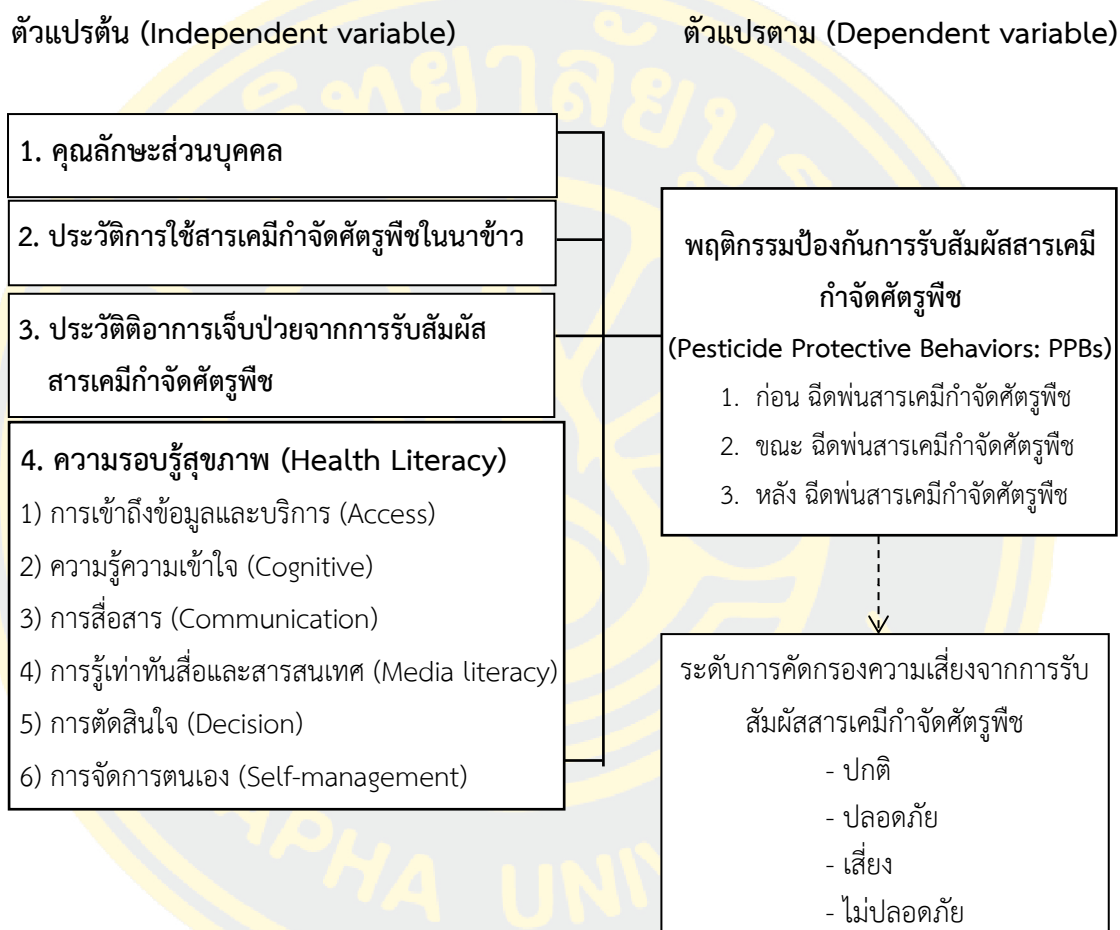 ตัวแปรต้น (Independent variable)
ตัวแปรตาม (Dependent variable)
1. คุณลักษะส่วนบุคคล
2. ประวัติการใช้สารเคมีกำจัดศัตรูพืชในนาข้าว
3. ประวัติติอาการเจ็บป่วยจากการรับสัมผัส
สารเคมีกำจัดศัตรูพืช
4. ความรอบรู้สุขภาพ (Health Literacy)
1) การเข้าถึงข้อมูลและบริการ (Access)
2) ความรู้ความเข้าใจ (Cognitive)
3) การสื่อสาร (Communication)
4) การรู้เท่าทันสื่อและสารสนเทศ (Media literacy)
5) การตัดสินใจ (Decision)
6) การจัดการตนเอง (Self-management)
พฤติกรรมป้องกันการรับสัมผัสสารเคมี
กำจัดศัตรูพืช
(Pesticide Protective Behaviors: PPBs)
1. ก่อน ฉีดพ่นสารเคมีกำจัดศัตรูพืช
2. ขณะ ฉีดพ่นสารเคมีกำจัดศัตรูพืช
3. หลัง ฉีดพ่นสารเคมีกำจัดศัตรูพืช
ระดับการคัดกรองความเสี่ยงจากการรับ
สัมผัสสารเคมีกำจัดศัตรูพืช
- ปกติ
- ปลอดภัย
- เสี่ยง
- ไม่ปลอดภัย